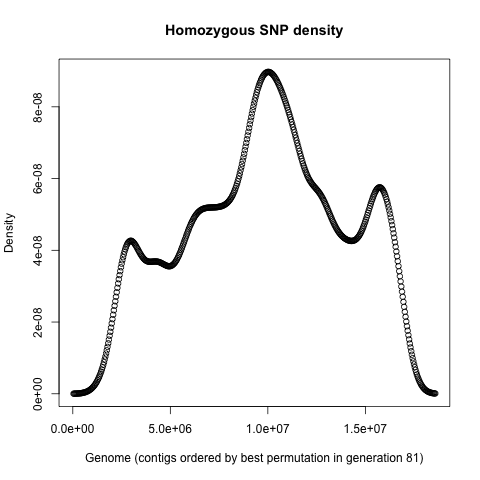 Homozygous SNP density
Density
8e-08
6e-08
4e-08
2e-08
0e+00
0.0e+00 5.0e+06 1.0e+07 1.5e+07
Genome (contigs ordered by best permutation in generation 81)